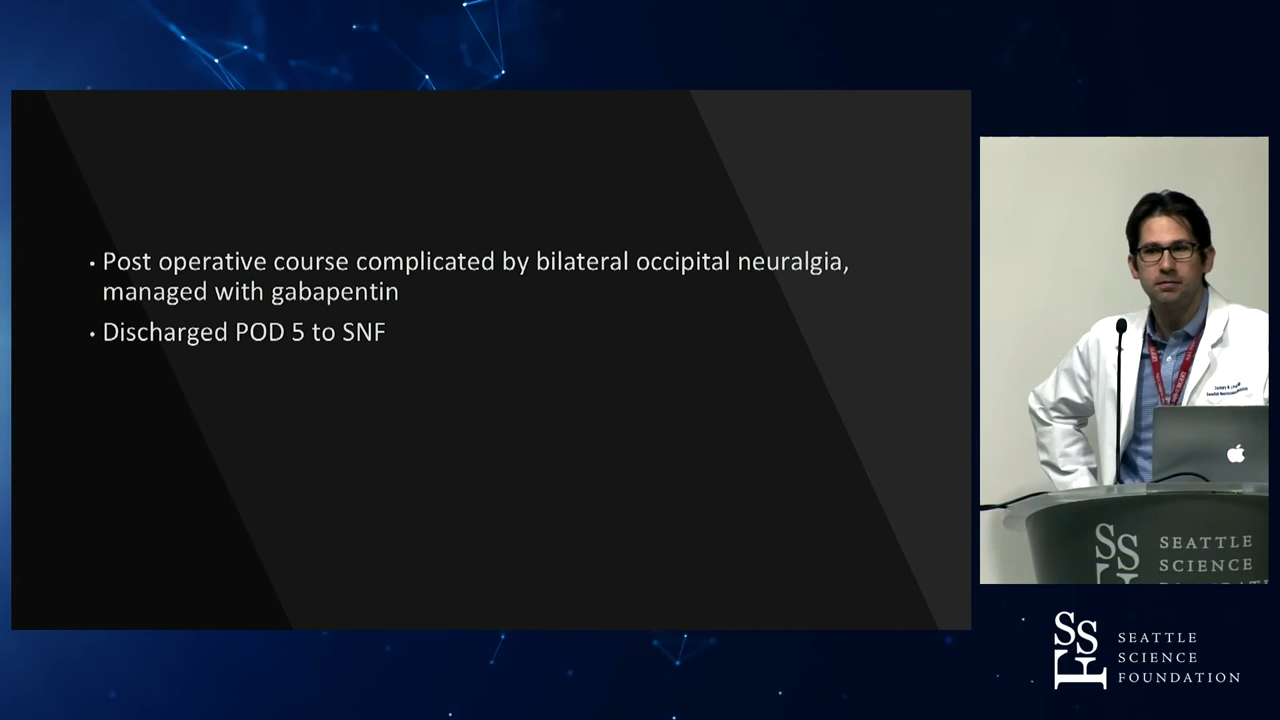 • Post operative course complicated by bilateral occipital neuralgia,
managed with gabapentin
• Discharged POD 5 to SNF
SEATTLE
SCIENCE
SSF
SEATTLE
SCIENCE
FOUNDATION